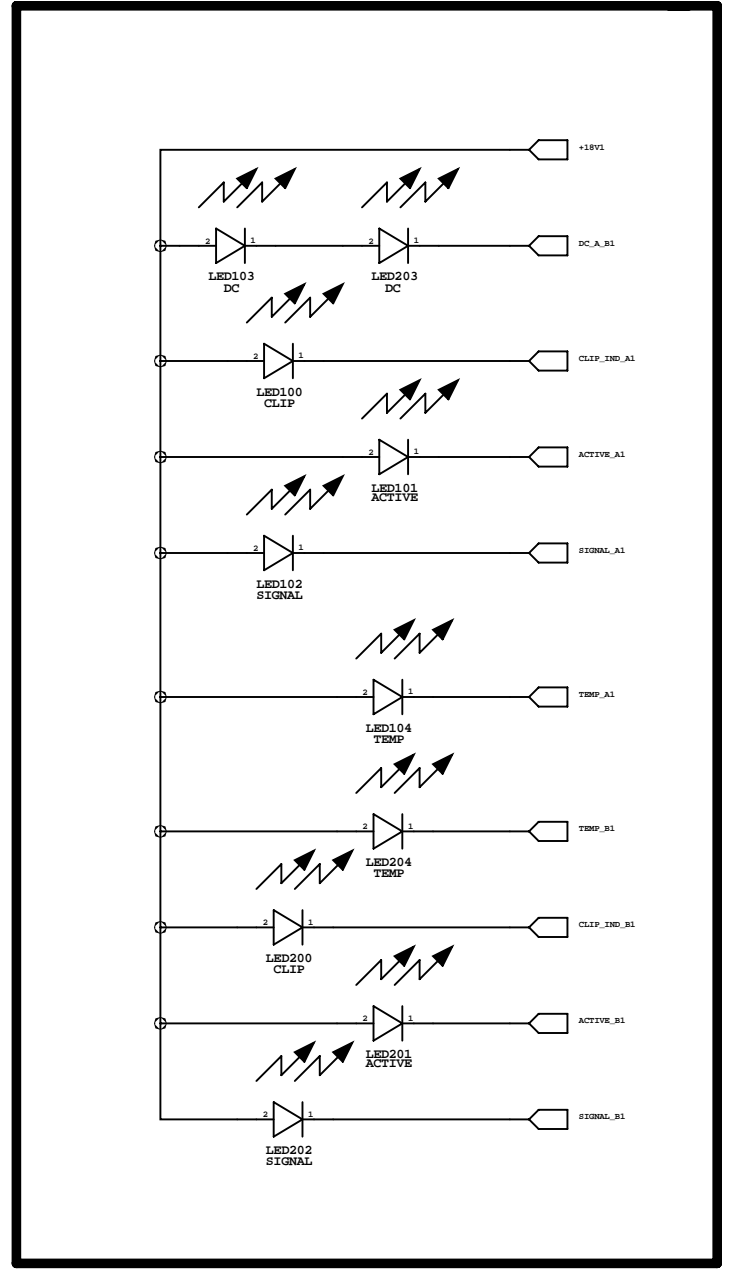 +18V1
2 1 2 1 DC_A_B1
LED103 LED203
DC DC
2 1 CLIP_IND_A1
LED100
CLIP
2 1 ACTIVE_A1
LED101
ACTIVE
2 1 SIGNAL_A1
LED102
SIGNAL
2 1 TEMP_A1
LED104
TEMP
2 1 TEMP_B1
LED204
TEMP
2 1 CLIP_IND_B1
LED200
CLIP
2 1 ACTIVE_B1
LED201
ACTIVE
2 1 SIGNAL_B1
LED202
SIGNAL